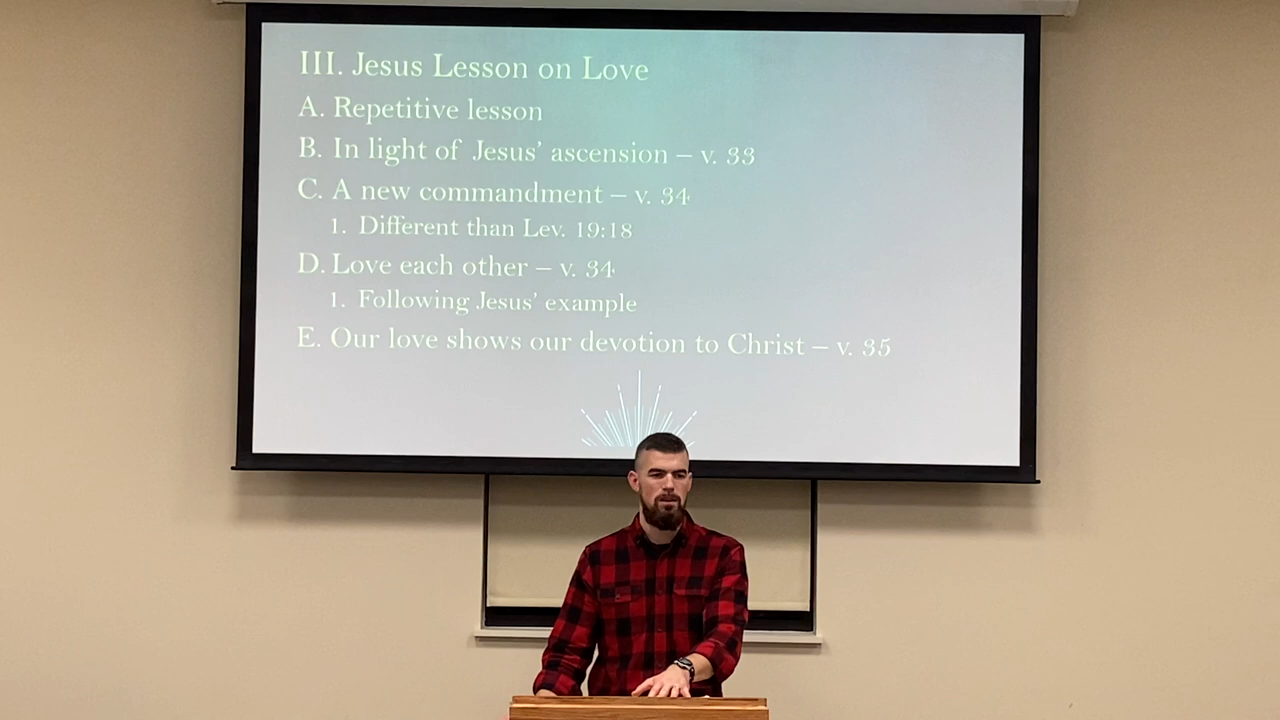 III. Jesus Lesson on Love
A. Repetitive lesson
B. In light of Jesus’ ascension – v. 33
C. A new commandment – v. 34
1. Different than Lev. 19:18
D. Love each other – v. 34
1. Following Jesus’ example
E. Our love shows our devotion to Christ – v. 35